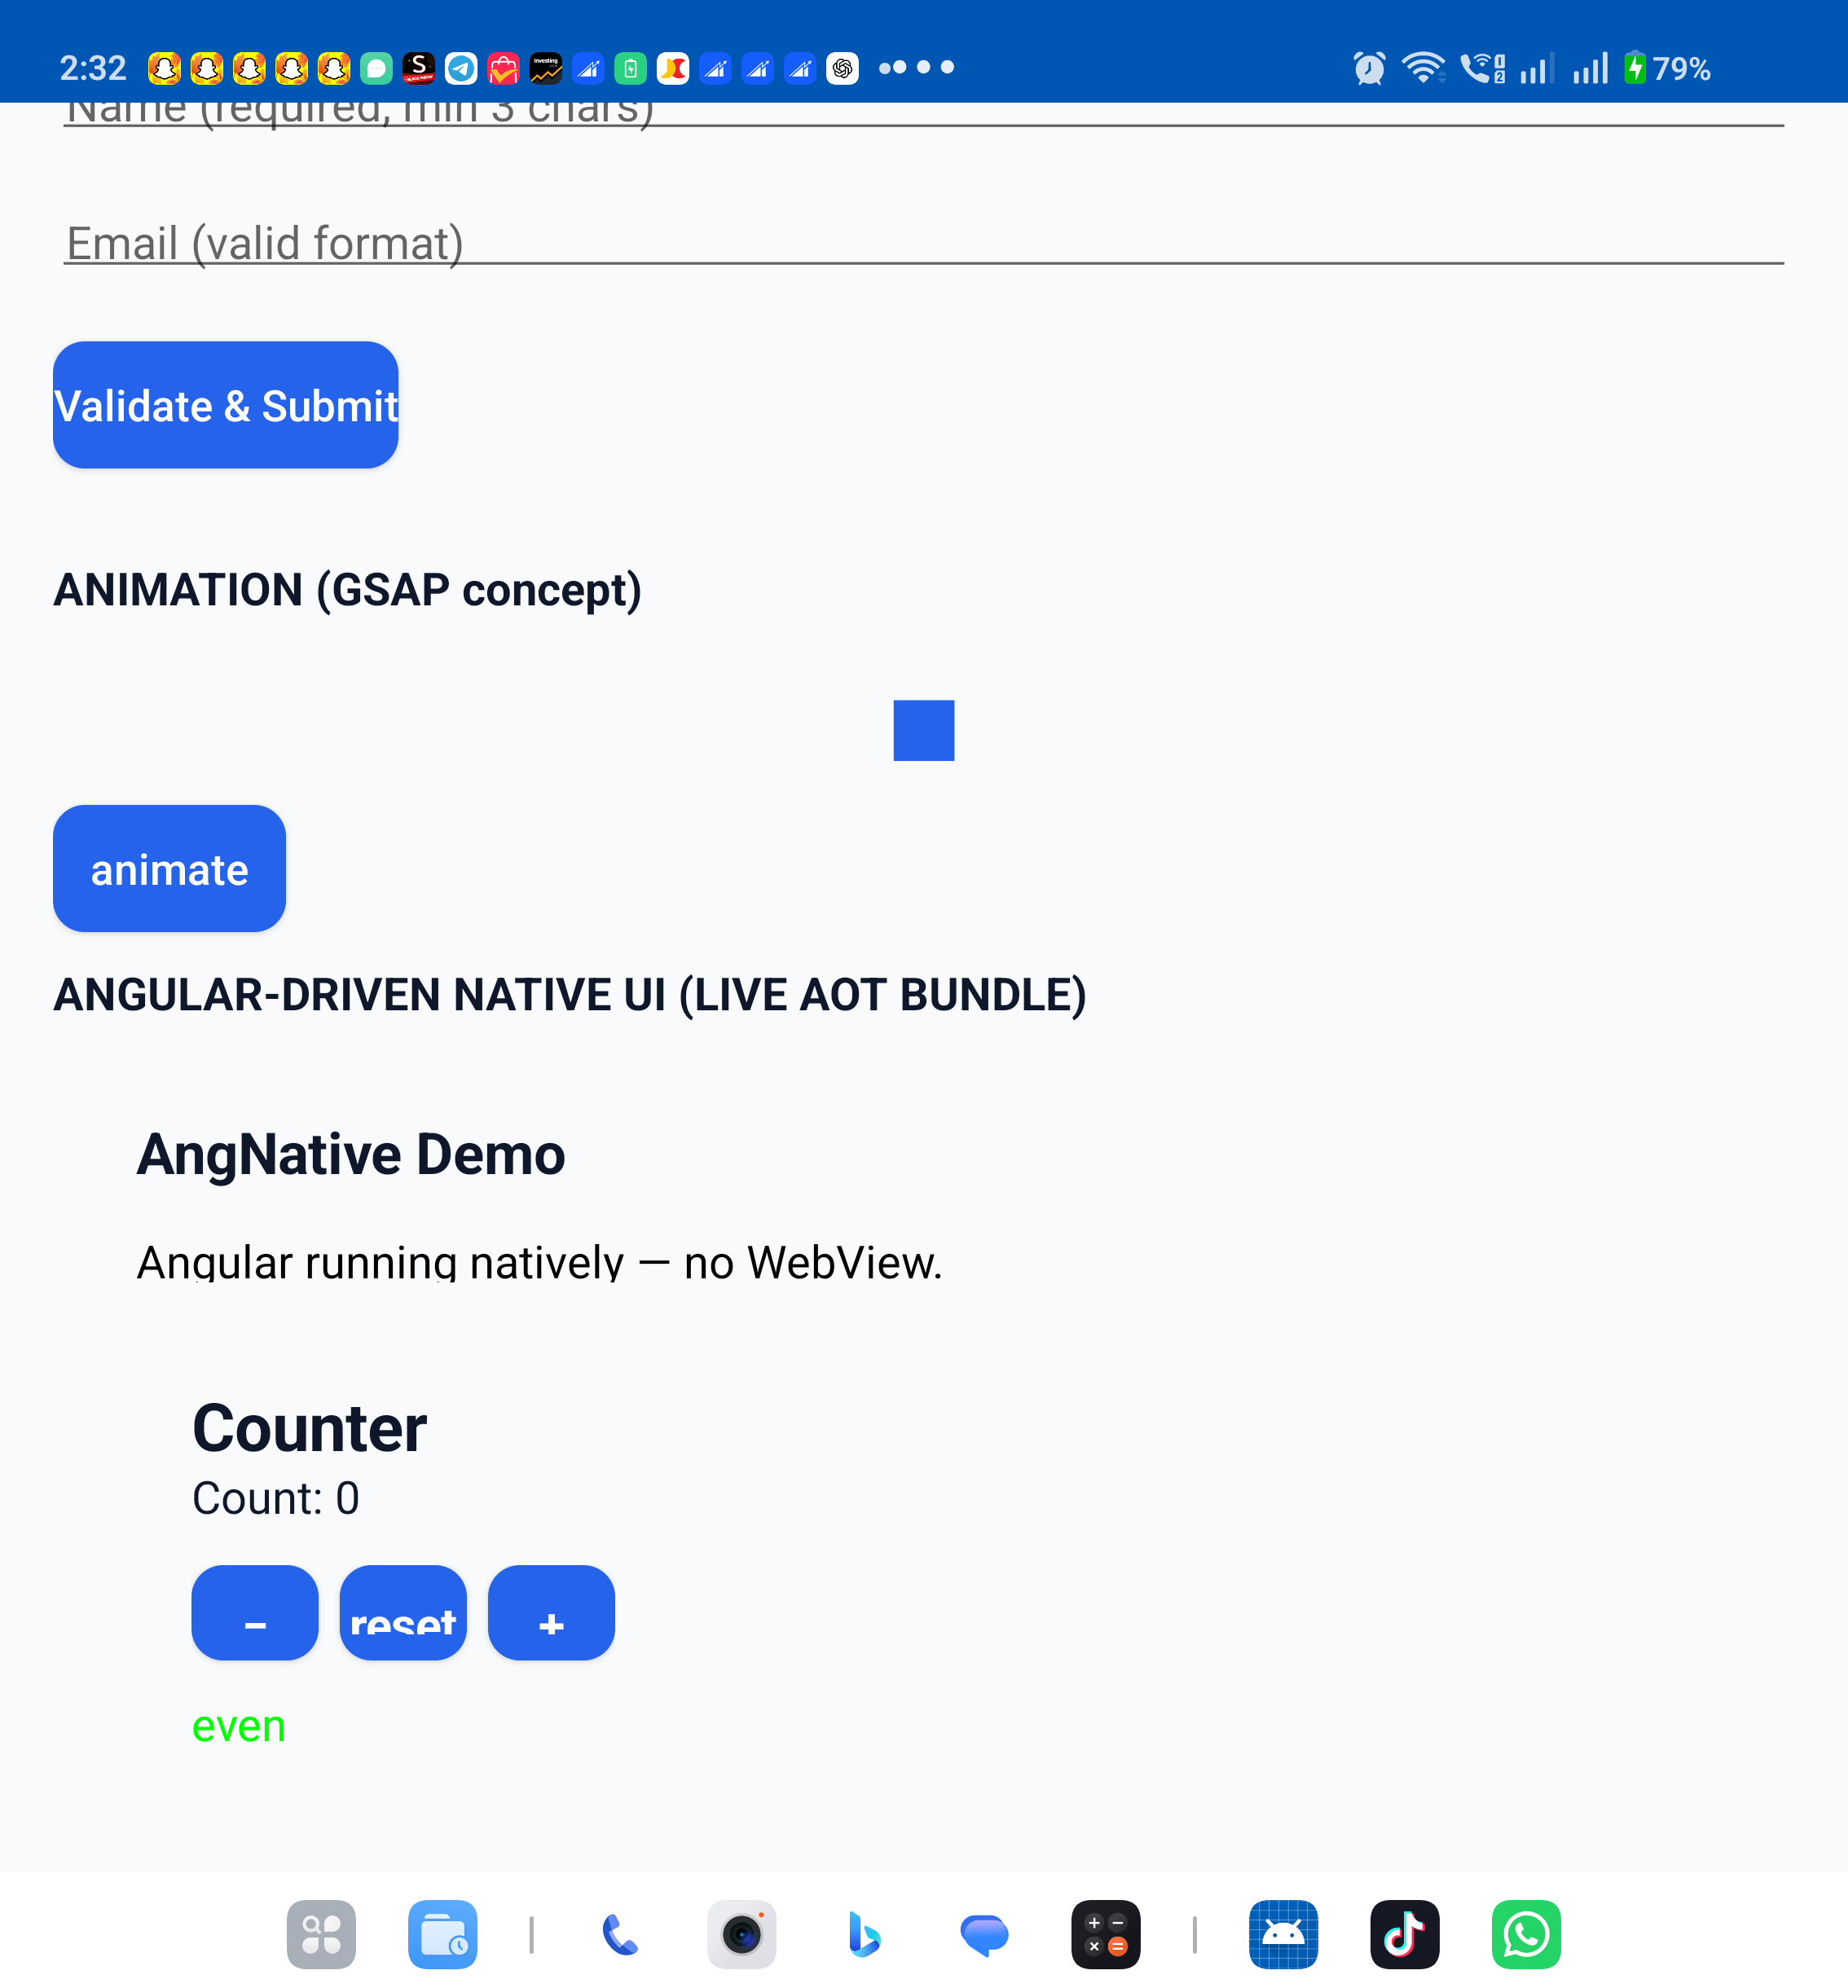 2:32
79%
Name (required, min 3 chars)
Email (valid format)
Validate & Submit
ANIMATION (GSAP concept)
animate
ANGULAR-DRIVEN NATIVE UI (LIVE AOT BUNDLE)
AngNative Demo
Angular running natively — no WebView.
Counter
Count: 0
− reset +
even